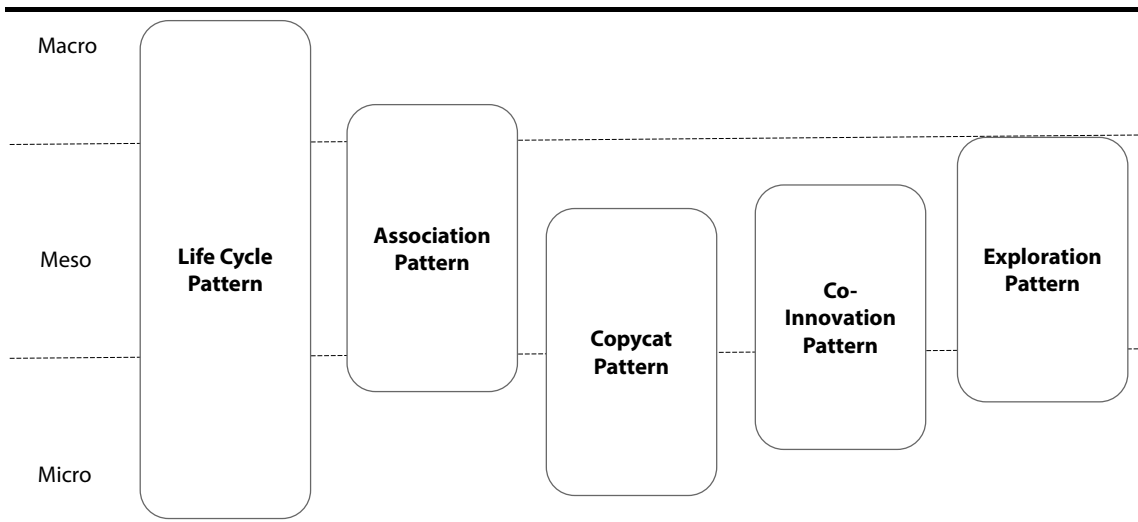 Macro
Meso
Micro
Life Cycle
Pattern
Association
Pattern
Copycat
Pattern
Co-
Innovation
Pattern
Exploration
Pattern